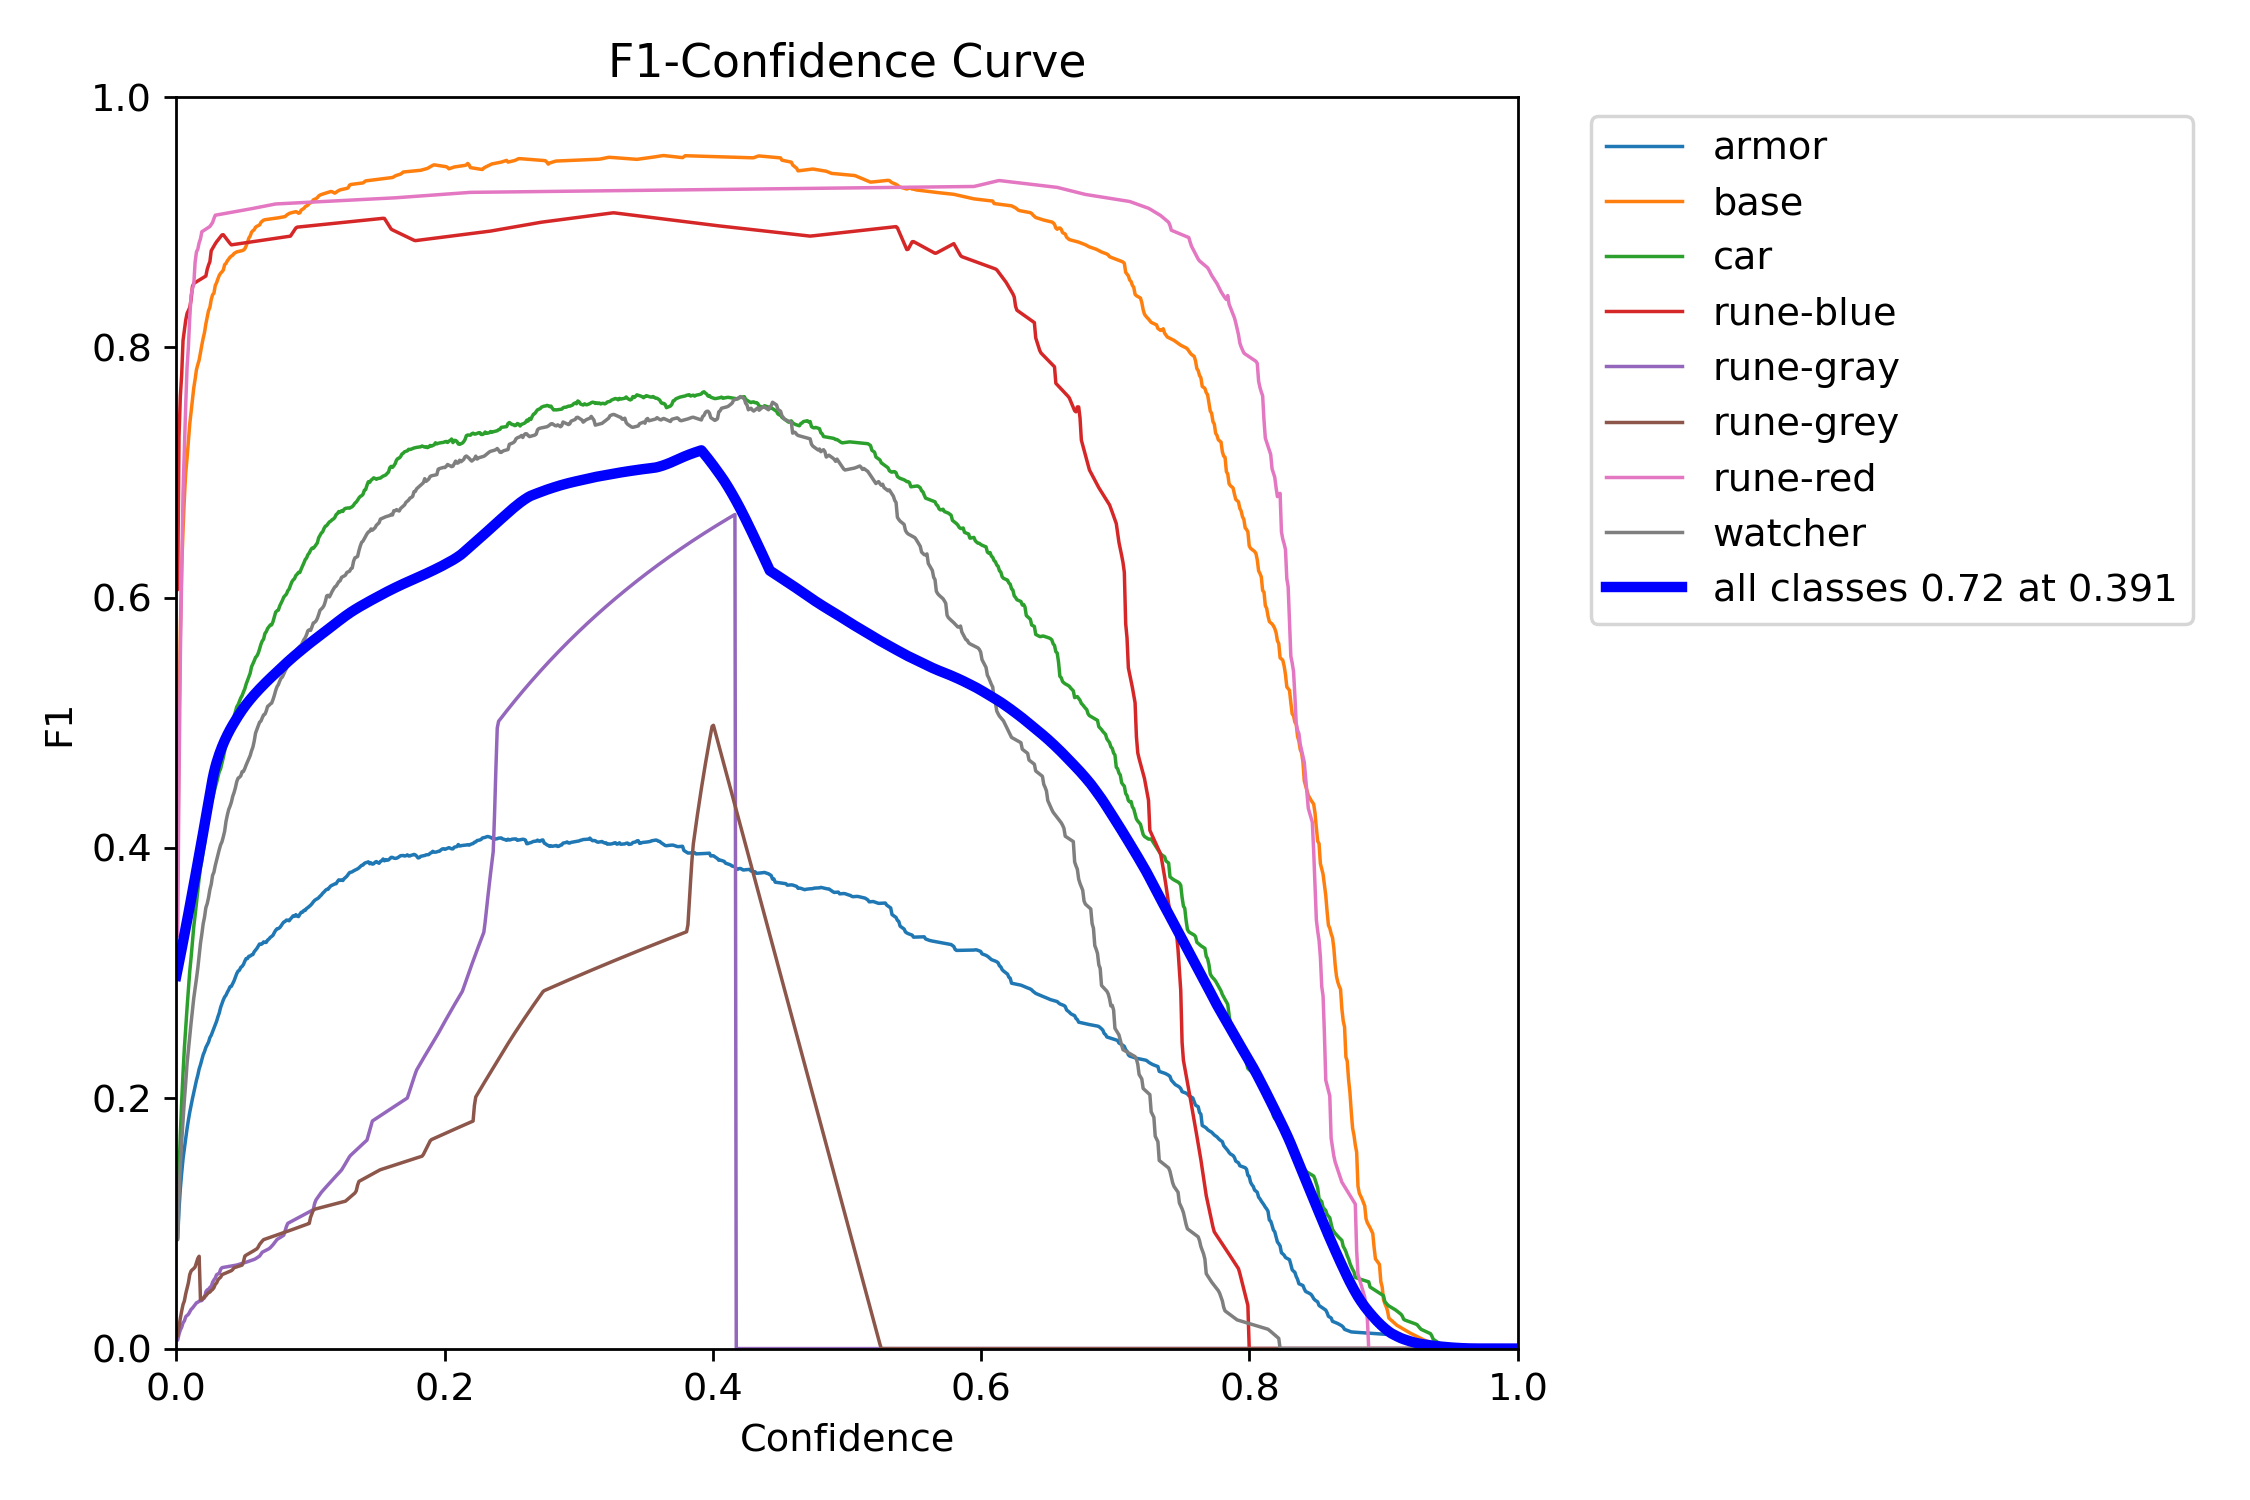 F1-Confidence Curve
1.0
0.8
0.6
0.4
0.2
0.0
F1
0.0 0.2 0.4 0.6 0.8 1.0
Confidence
armor
base
car
rune-blue
rune-gray
rune-grey
rune-red
watcher
all classes 0.72 at 0.391